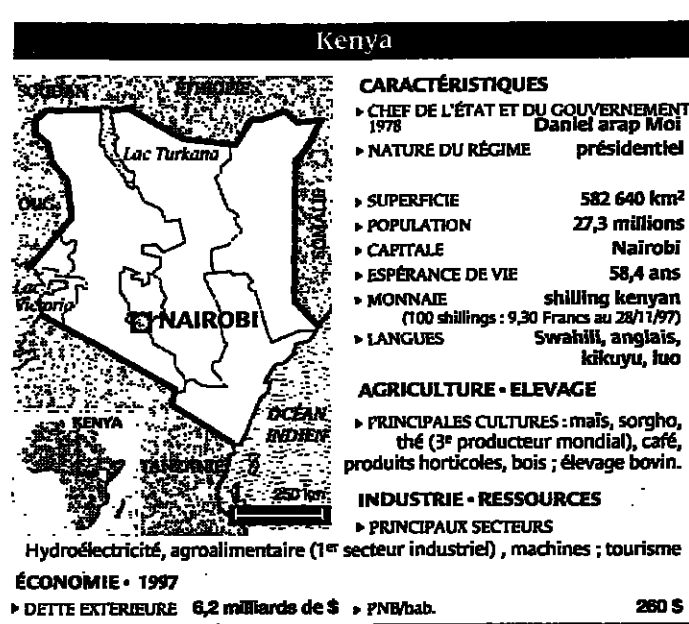 Kenya
SOUDAN
ÉTHIOPIE
Lac Turkana
OUG.
SOMALIE
Lac
Victoria
NAIROBI
OCÉAN
INDIEN
KENYA
TANZANIE
250 km
CARACTÉRISTIQUES
▸ CHEF DE L'ÉTAT ET DU GOUVERNEMENT
1978 Daniel arap Moi
▸ NATURE DU RÉGIME présidentiel
▸ SUPERFICIE 582 640 km²
▸ POPULATION 27,3 millions
▸ CAPITALE Nairobi
▸ ESPÉRANCE DE VIE 58,4 ans
▸ MONNAIE shilling kenyan
(100 shillings : 9,30 Francs au 28/11/97)
▸ LANGUES Swahili, anglais,
kikuyu, luo
AGRICULTURE • ELEVAGE
▸ PRINCIPALES CULTURES : maïs, sorgho,
thé (3e producteur mondial), café,
produits horticoles, bois ; élevage bovin.
INDUSTRIE • RESSOURCES
▸ PRINCIPAUX SECTEURS
Hydroélectricité, agroalimentaire (1er secteur industriel) , machines ; tourisme
ÉCONOMIE • 1997
▸ DETTE EXTERIEURE 6,2 milliards de $ ▸ PNB/hab. 260 $